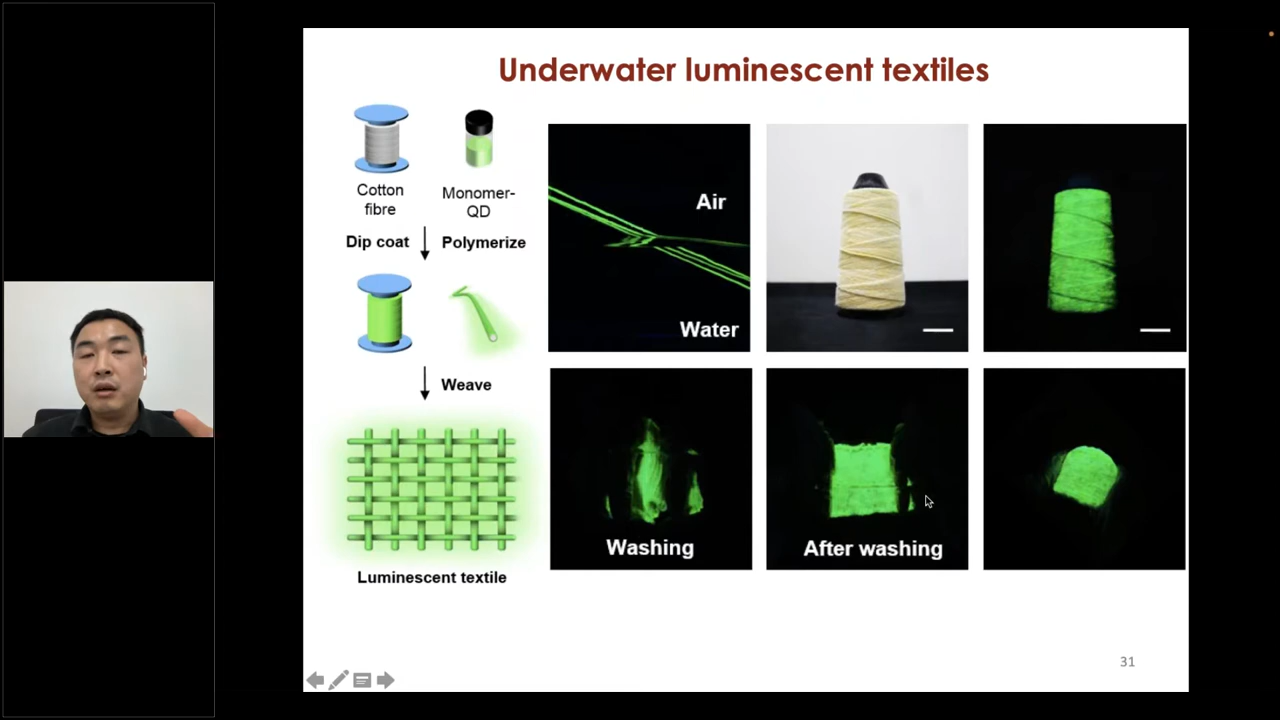 Underwater luminescent textiles
Cotton
fibre
Monomer-
QD
Dip coat
Polymerize
Weave
Luminescent textile
Air
Water
Washing
After washing
31